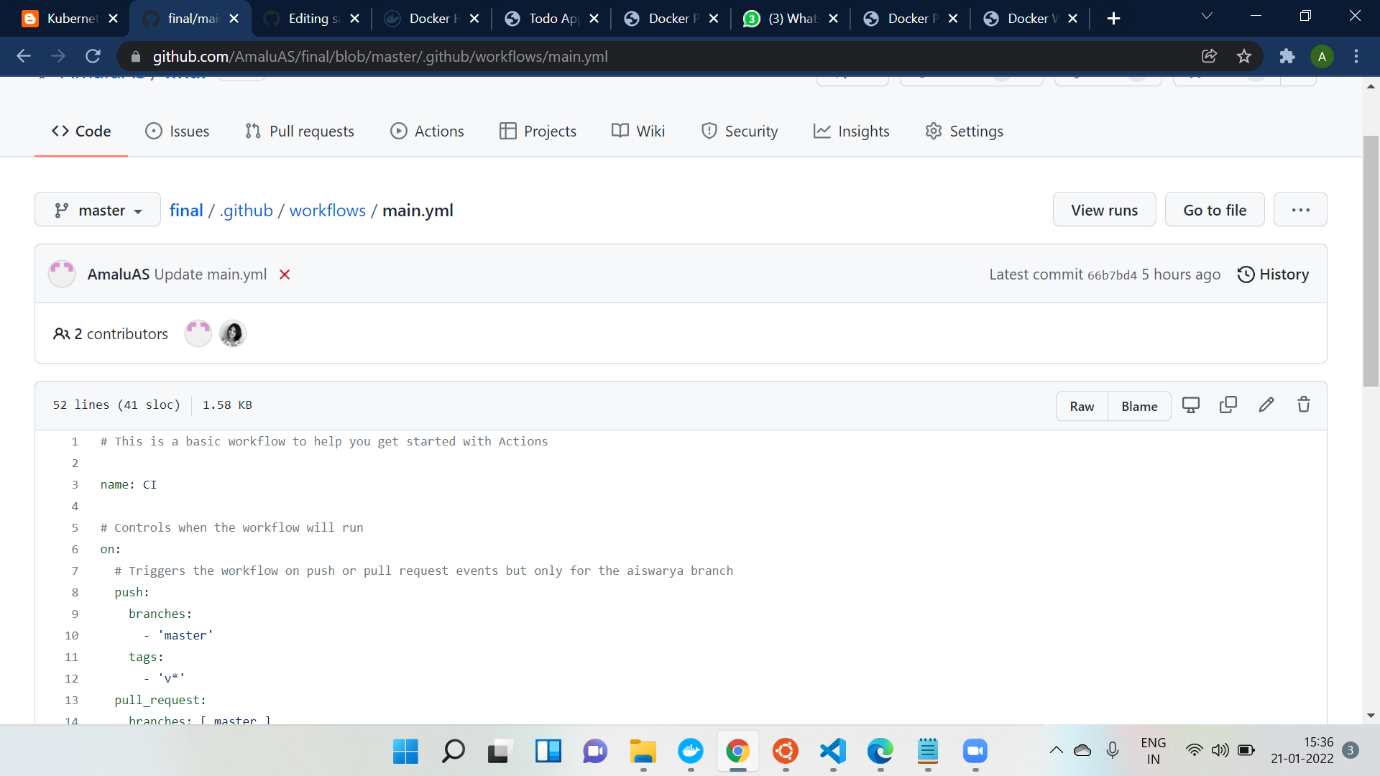 Kubernet
final/mai
Editing sa
Docker H
Todo Ap
Docker P
(3) What
Docker P
Docker V
github.com/AmaluAS/final/blob/master/.github/workflows/main.yml
A
Code
Issues
Pull requests
Actions
Projects
Wiki
Security
Insights
Settings
master
final / .github / workflows / main.yml
View runs
Go to file
AmaluAS Update main.yml
Latest commit 66b7bd4 5 hours ago
History
2 contributors
52 lines (41 sloc)
1.58 KB
Raw
Blame
1 # This is a basic workflow to help you get started with Actions
2
3 name: CI
4
5 # Controls when the workflow will run
6 on:
7 # Triggers the workflow on push or pull request events but only for the aiswarya branch
8 push:
9 branches:
10 - 'master'
11 tags:
12 - 'v*'
13 pull_request:
14 branches: [ master ]
ENG
IN
15:36
21-01-2022
3